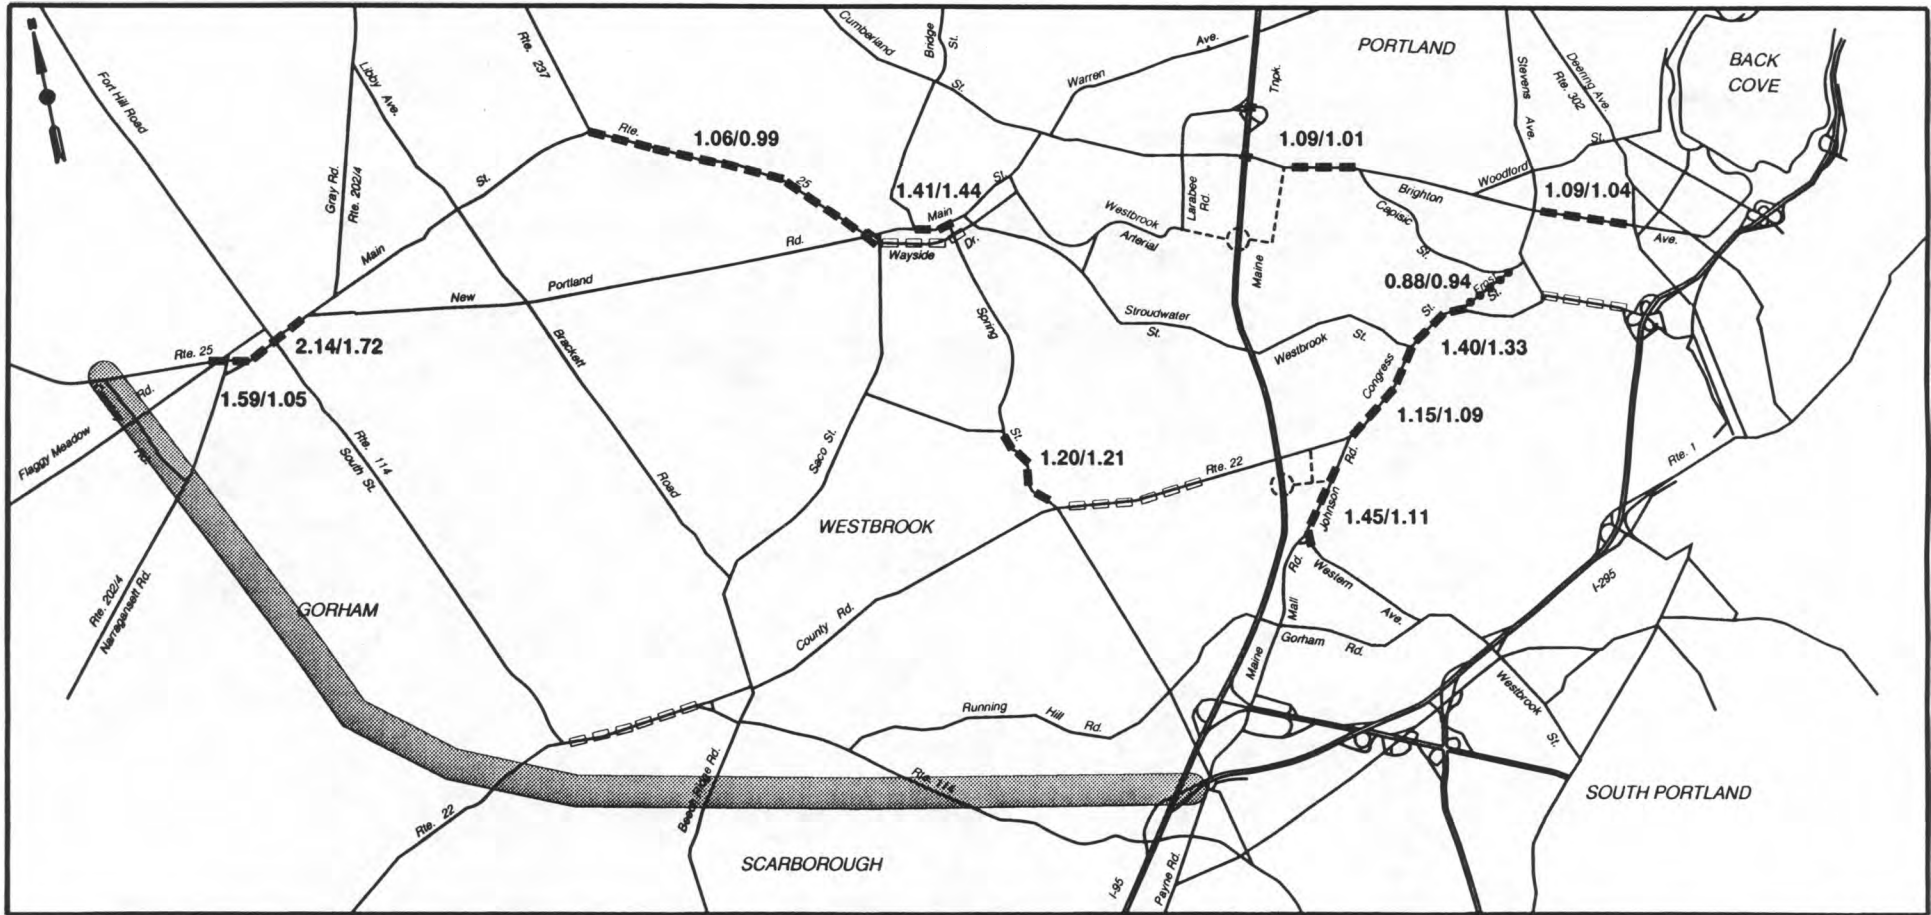 Cumberland
St.
Bridge
St.
Warren
Ave.
PORTLAND
BACK
COVE
Fort Hill Road
Libby Ave.
Rte. 237
Tnpk.
Maine
Stevens
Ave.
Deering Ave.
Rte. 302
Gray Rd.
Rte. 202/4
Rte.
25
1.06/0.99
1.09/1.01
Woodford
St.
1.41/1.44
Main
St.
Larabee
Rd.
Brighton
Ave.
1.09/1.04
Capisic
St.
Westbrook
Arterial
Main
St.
Wayside
Dr.
New
Portland
Rd.
Spring
St.
0.88/0.94
Stroudwater
St.
Westbrook
St.
Congress
St.
1.40/1.33
Rte. 25
2.14/1.72
1.59/1.05
Rd.
Rd.
Flaggy Meadow
Brackett
Road
1.15/1.09
Rte. 114
South St.
Saco St.
1.20/1.21
Rte. 22
Rd.
Johnson
1.45/1.11
Rte. 1
WESTBROOK
Rte. 202/4
Narragansett Rd.
GORHAM
County Rd.
Western
Ave.
I-295
Maine
Mall
Rd.
Gorham
Rd.
Westbrook
St.
Running
Hill
Rd.
Rte. 22
Beech Ridge Rd.
Rte. 114
SOUTH PORTLAND
SCARBOROUGH
I-95
Payne Rd.